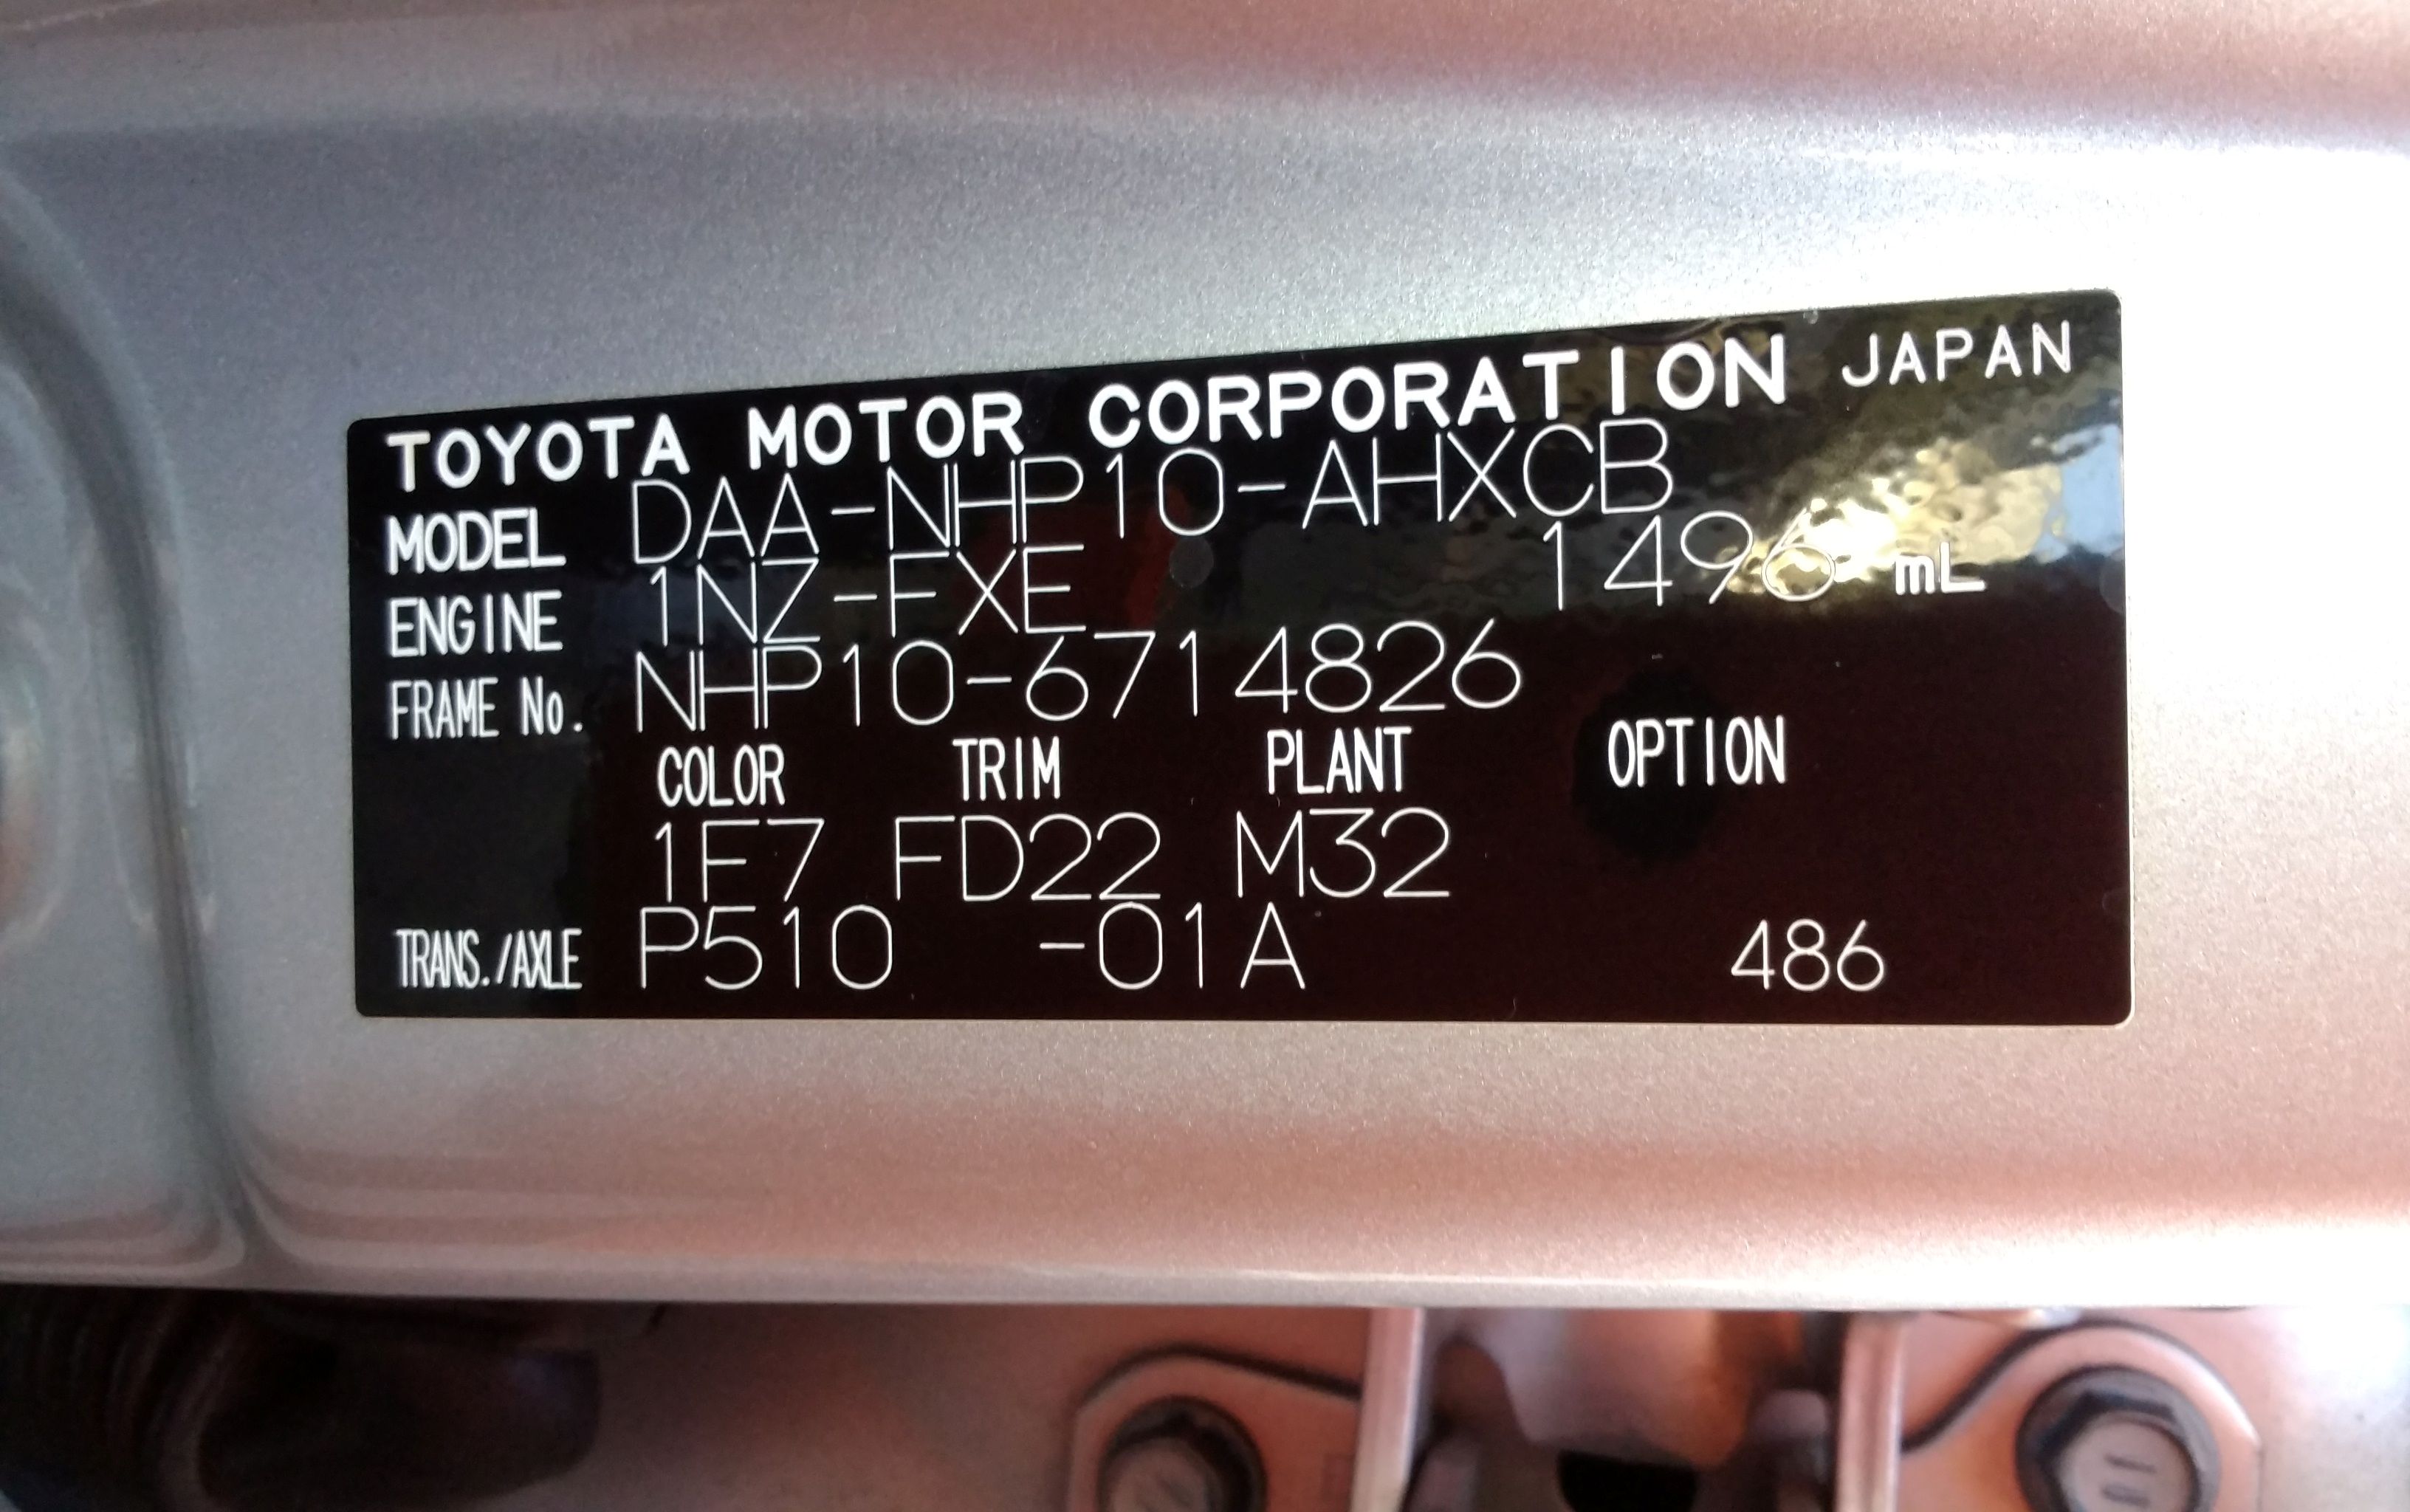 TOYOTA MOTOR CORPORATION JAPAN
MODEL DAA-NHP10-AHXCB
ENGINE 1NZ-FXE 1496 mL
FRAME No. NHP10-6714826
COLOR TRIM PLANT OPTION
1F7 FD22 M32
TRANS./AXLE P510 -01A 486